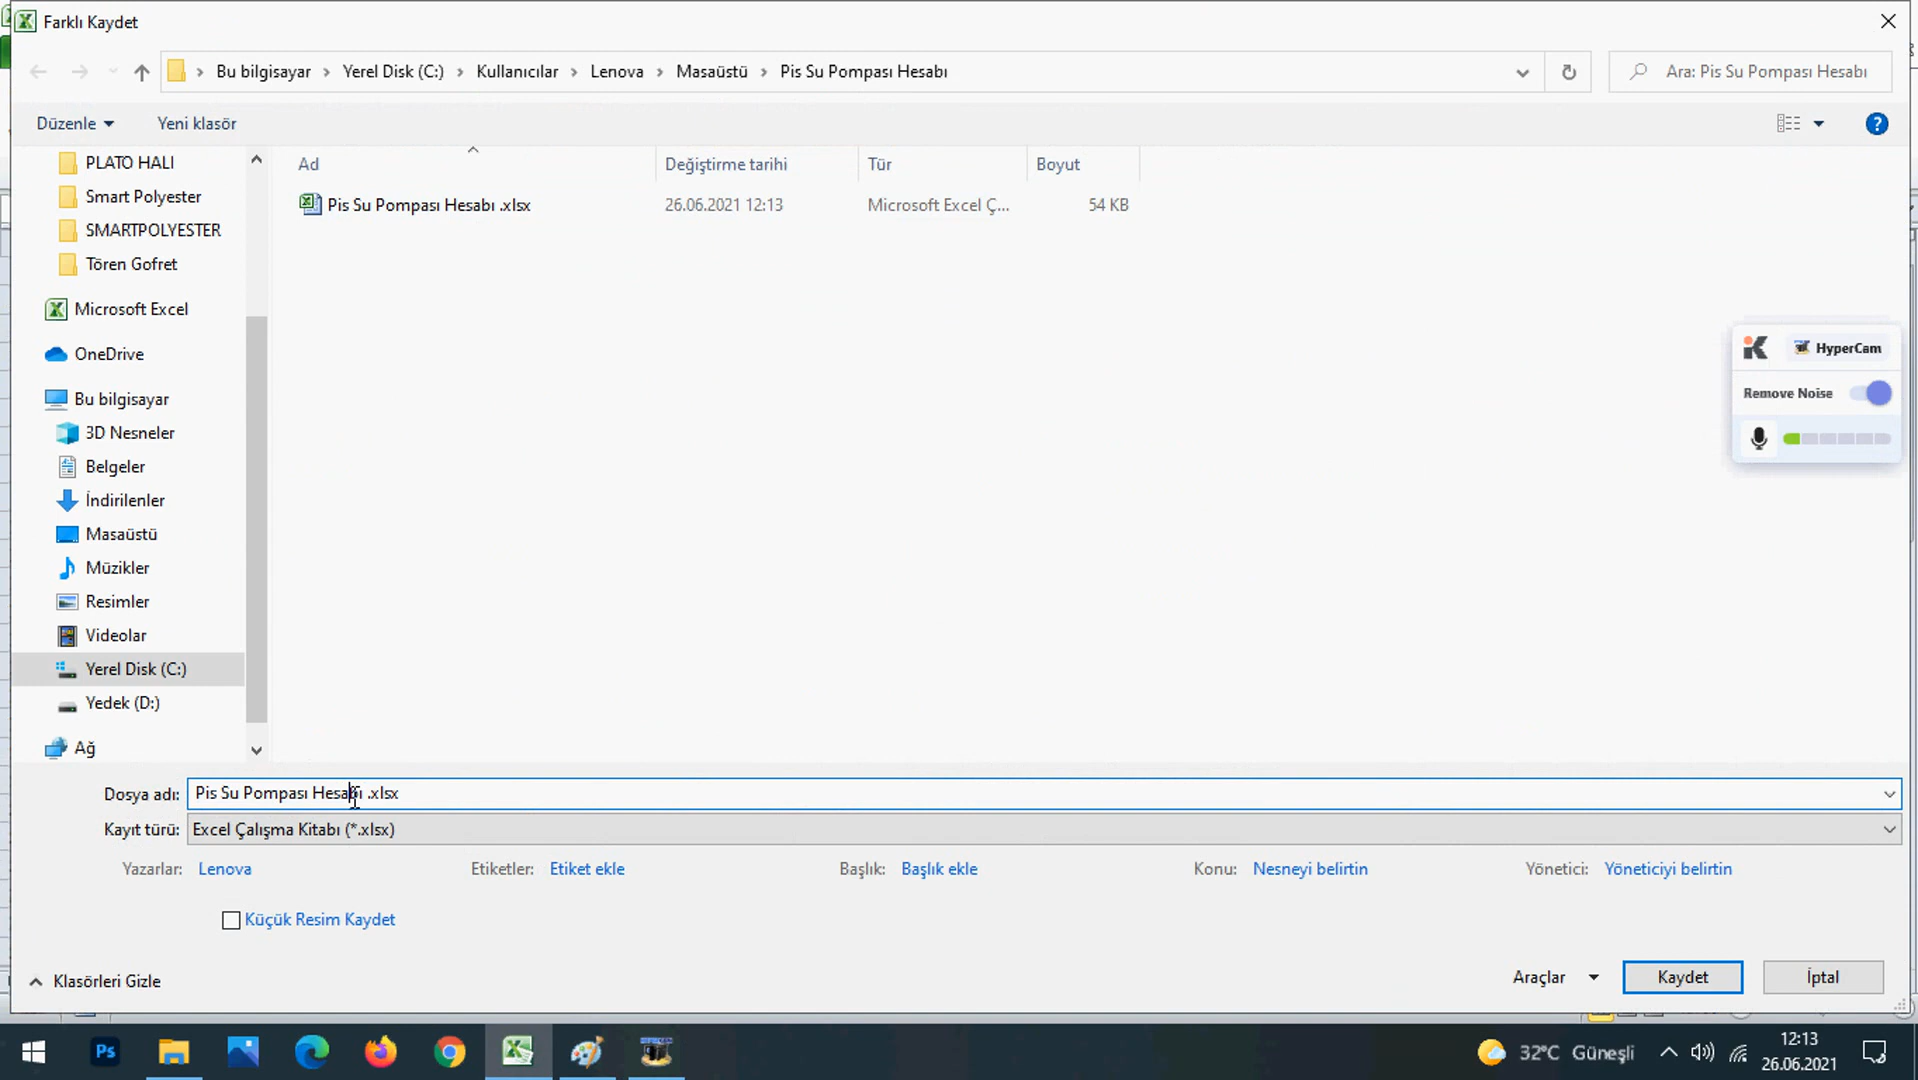 Farklı Kaydet
Bu bilgisayar › Yerel Disk (C:) › Kullanıcılar › Lenova › Masaüstü › Pis Su Pompası Hesabı
Ara: Pis Su Pompası Hesabı
Düzenle
Yeni klasör
?
Ad
Değiştirme tarihi
Tür
Boyut
Pis Su Pompası Hesabı .xlsx
26.06.2021 12:13
Microsoft Excel Ç...
54 KB
PLATO HALI
Smart Polyester
SMARTPOLYESTER
Tören Gofret
Microsoft Excel
OneDrive
Bu bilgisayar
3D Nesneler
Belgeler
İndirilenler
Masaüstü
Müzikler
Resimler
Videolar
Yerel Disk (C:)
Yedek (D:)
Ağ
HyperCam
Remove Noise
Dosya adı: Pis Su Pompası Hesabı .xlsx
Kayıt türü: Excel Çalışma Kitabı (*.xlsx)
Yazarlar: Lenova
Etiketler: Etiket ekle
Başlık: Başlık ekle
Konu: Nesneyi belirtin
Yönetici: Yöneticiyi belirtin
Küçük Resim Kaydet
Klasörleri Gizle
Araçlar
Kaydet
İptal
Ps
32°C Güneşli
12:13
26.06.2021